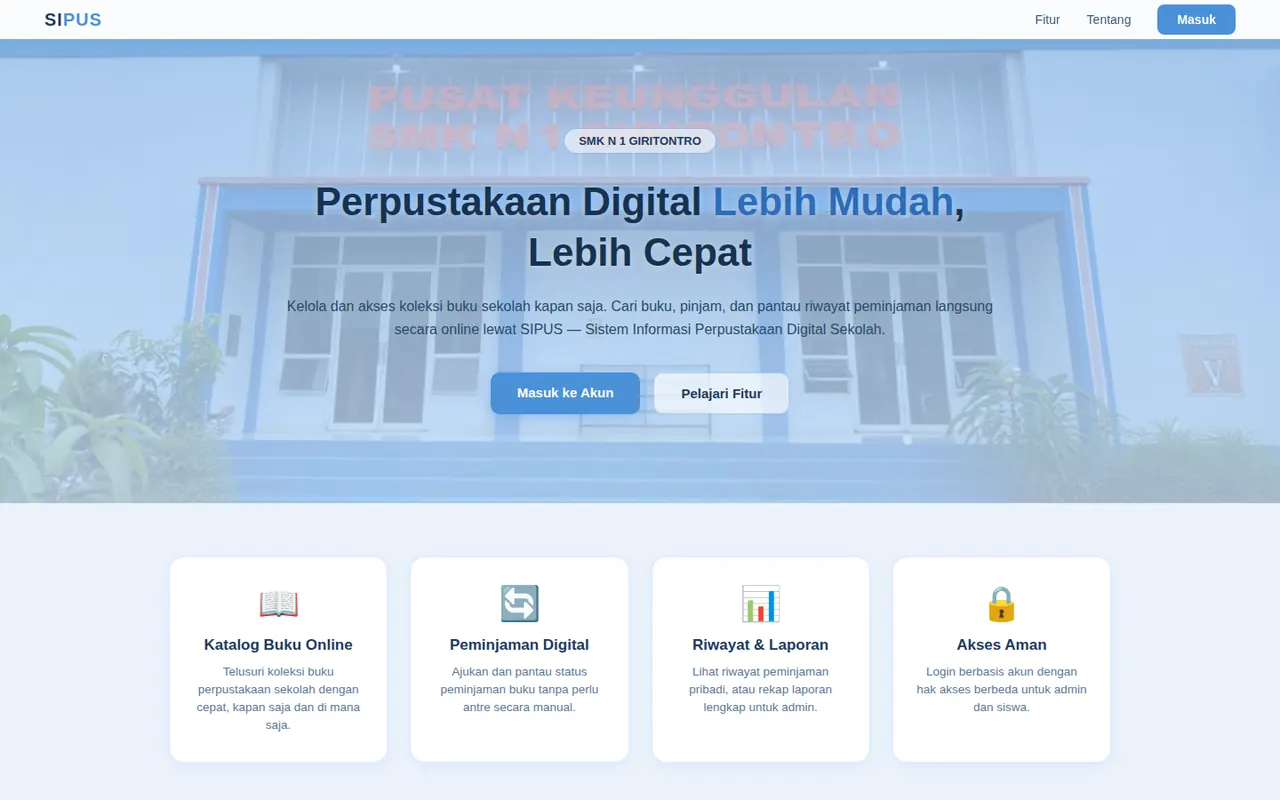 SIPUS
Fitur
Tentang
Masuk
PUSAT KEUNGGULAN
SMK N 1 GIRITONTRO
SMK N 1 GIRITONTRO
Perpustakaan Digital Lebih Mudah,
Lebih Cepat
Kelola dan akses koleksi buku sekolah kapan saja. Cari buku, pinjam, dan pantau riwayat peminjaman langsung
secara online lewat SIPUS — Sistem Informasi Perpustakaan Digital Sekolah.
Masuk ke Akun
Pelajari Fitur
V
Katalog Buku Online
Telusuri koleksi buku
perpustakaan sekolah dengan
cepat, kapan saja dan di mana
saja.
Peminjaman Digital
Ajukan dan pantau status
peminjaman buku tanpa perlu
antre secara manual.
Riwayat & Laporan
Lihat riwayat peminjaman
pribadi, atau rekap laporan
lengkap untuk admin.
Akses Aman
Login berbasis akun dengan
hak akses berbeda untuk admin
dan siswa.